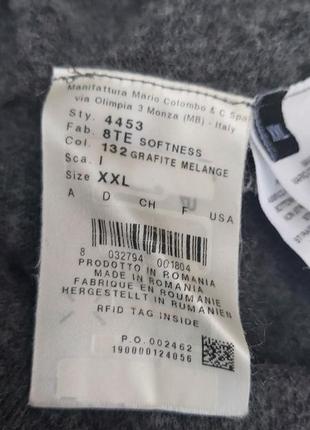 Manifattura Mario Colombo & C Spa
via Olimpia 3 Monza (MB) - Italy
Sty. 4453
Fab. 8TE SOFTNESS
Col. 132 GRAFITE MELANGE
Sca. I
Size XXL
A D CH F USA
8 032794 001804
PRODOTTO IN ROMANIA
MADE IN ROMANIA
FABRIQUE EN ROUMANIE
HERGESTELLT IN RUMANIEN
RFID TAG INSIDE
P.O. 002462
190000124056